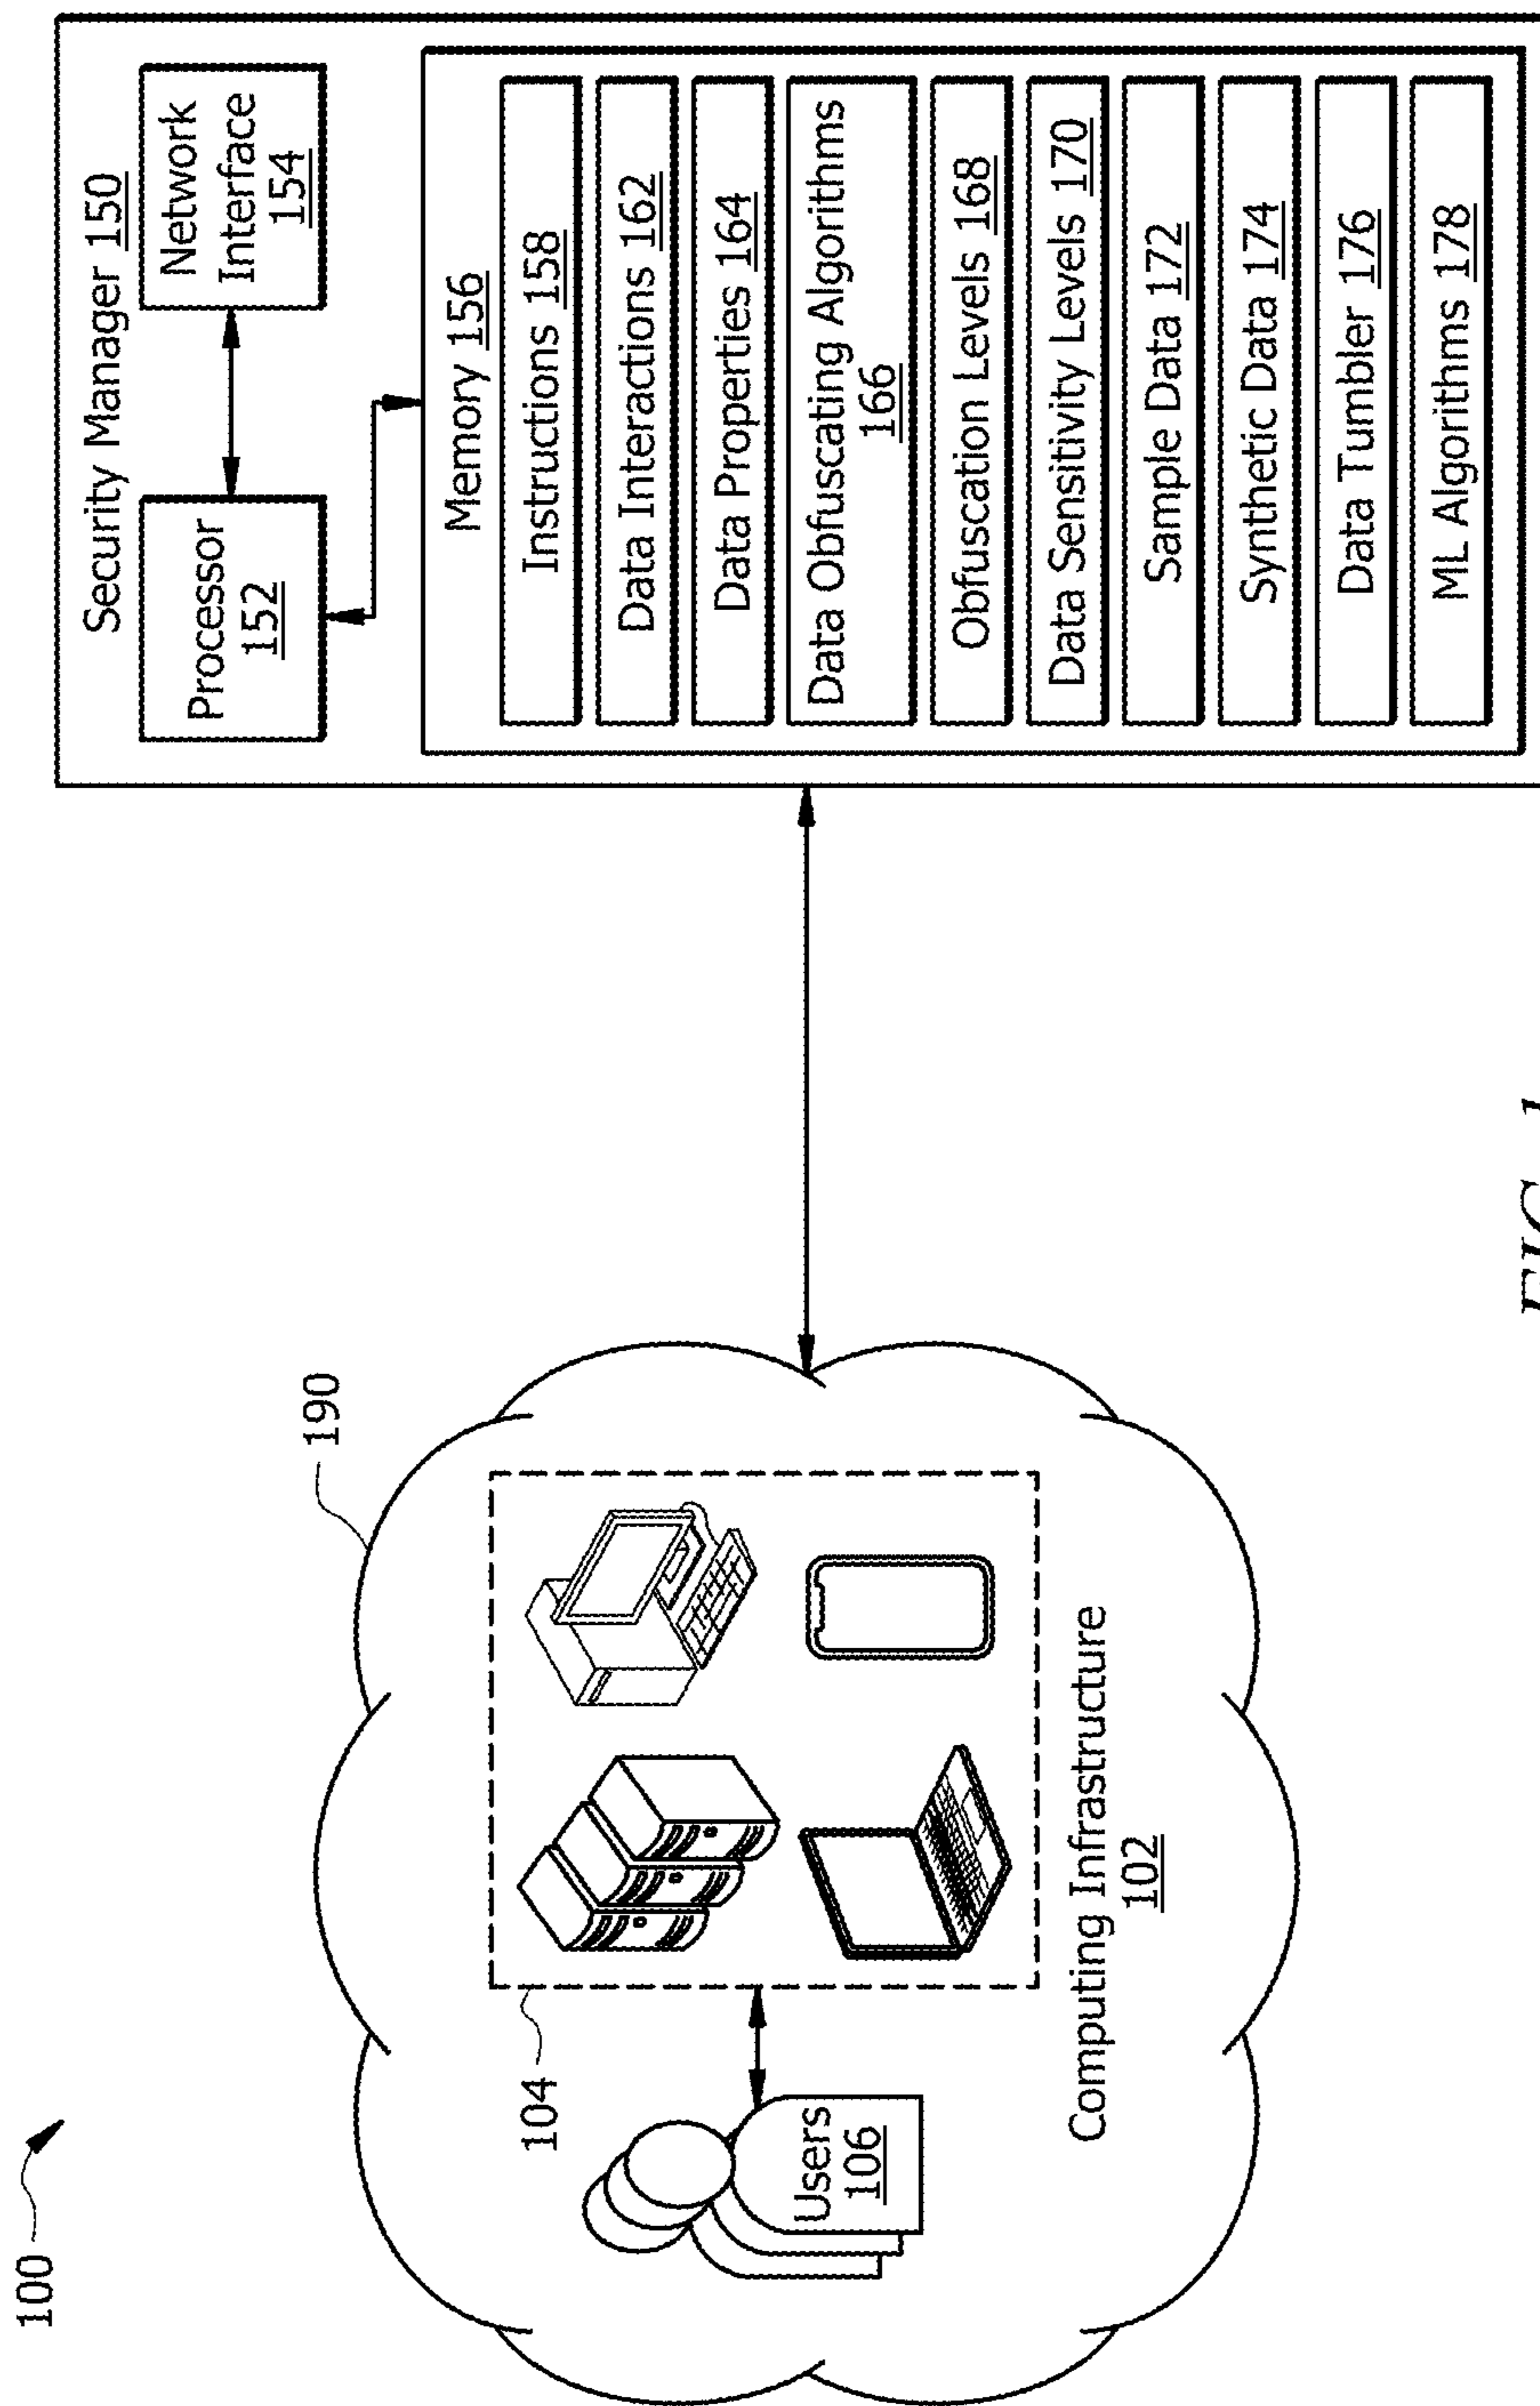 100
190
104
Users
106
Computing Infrastructure
102
Security Manager 150
Processor
152
Network
Interface
154
Memory 156
Instructions 158
Data Interactions 162
Data Properties 164
Data Obfuscating Algorithms
166
Obfuscation Levels 168
Data Sensitivity Levels 170
Sample Data 172
Synthetic Data 174
Data Tumbler 176
ML Algorithms 178
FIG. 1